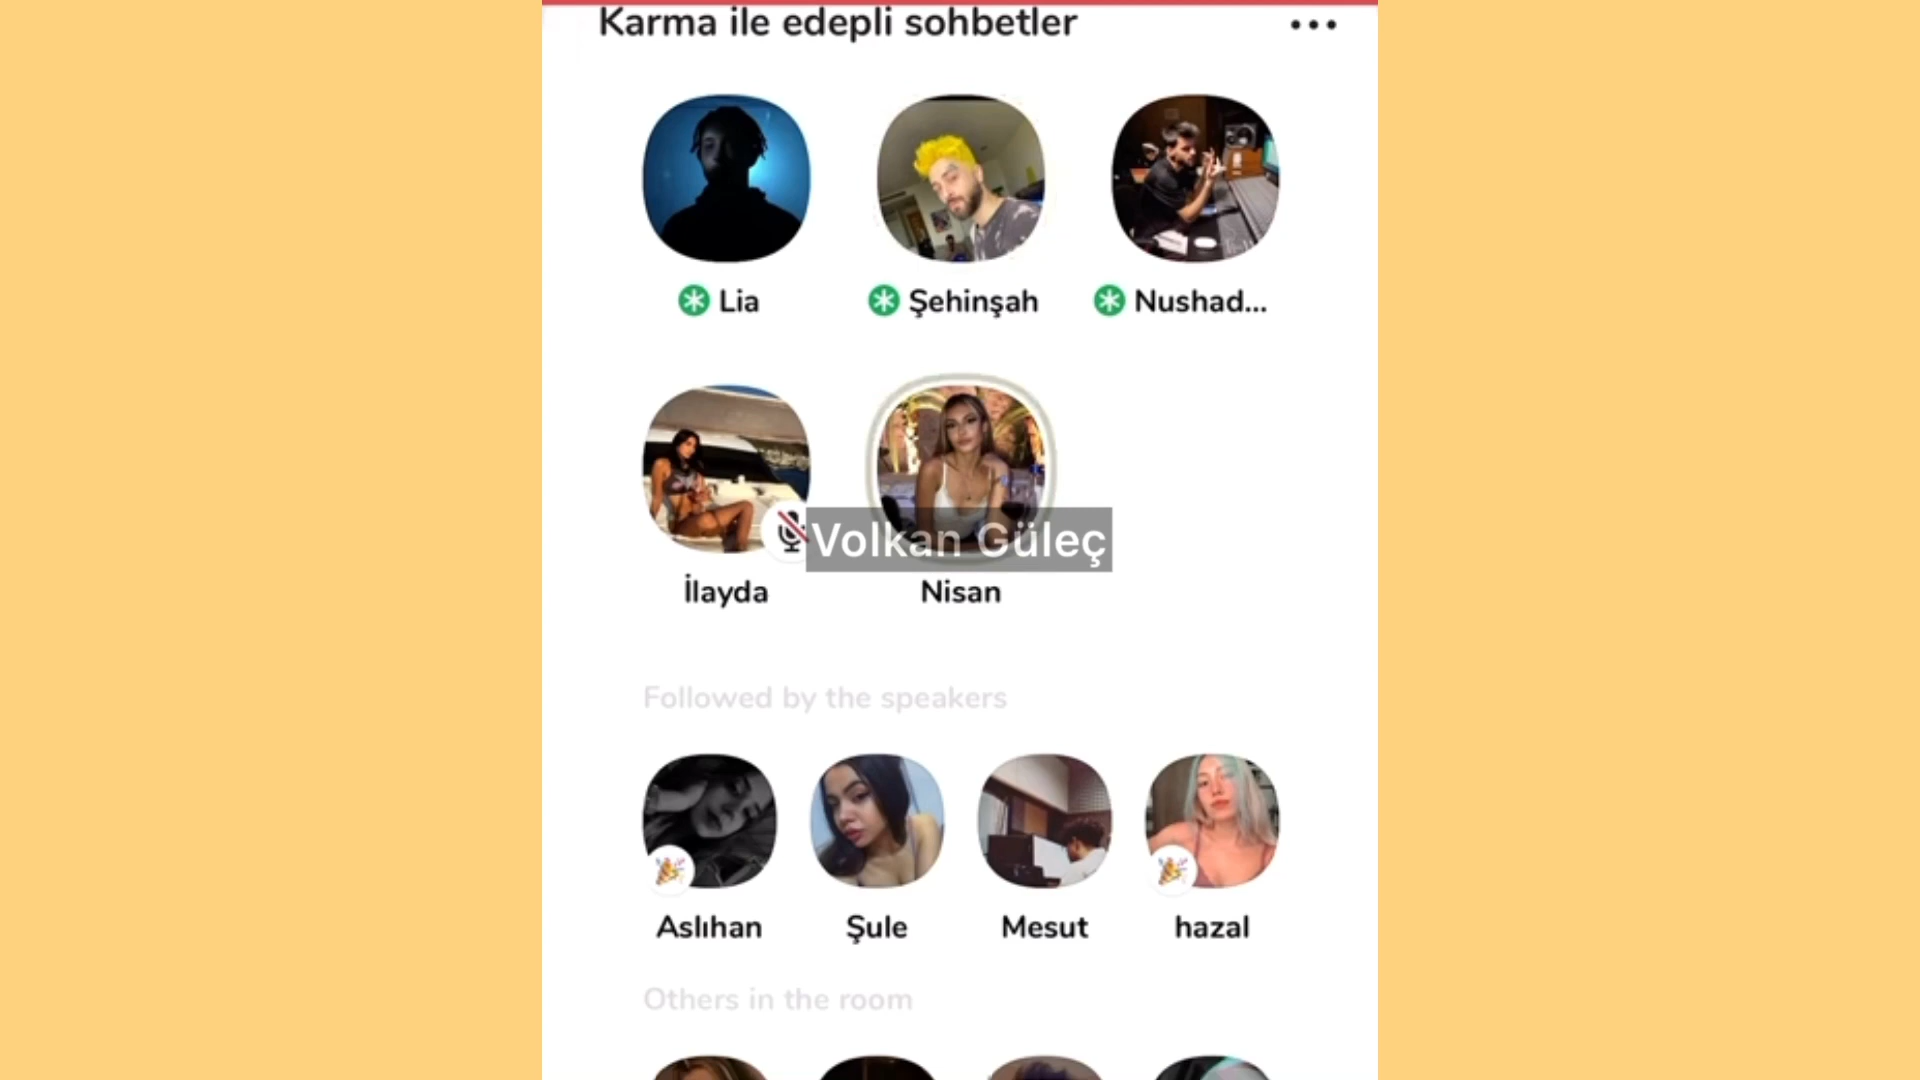 Karma ile edepli sohbetler
Lia
Şehinşah
Nushad...
Volkan Güleç
İlayda
Nisan
Followed by the speakers
Aslıhan
Şule
Mesut
hazal
Others in the room